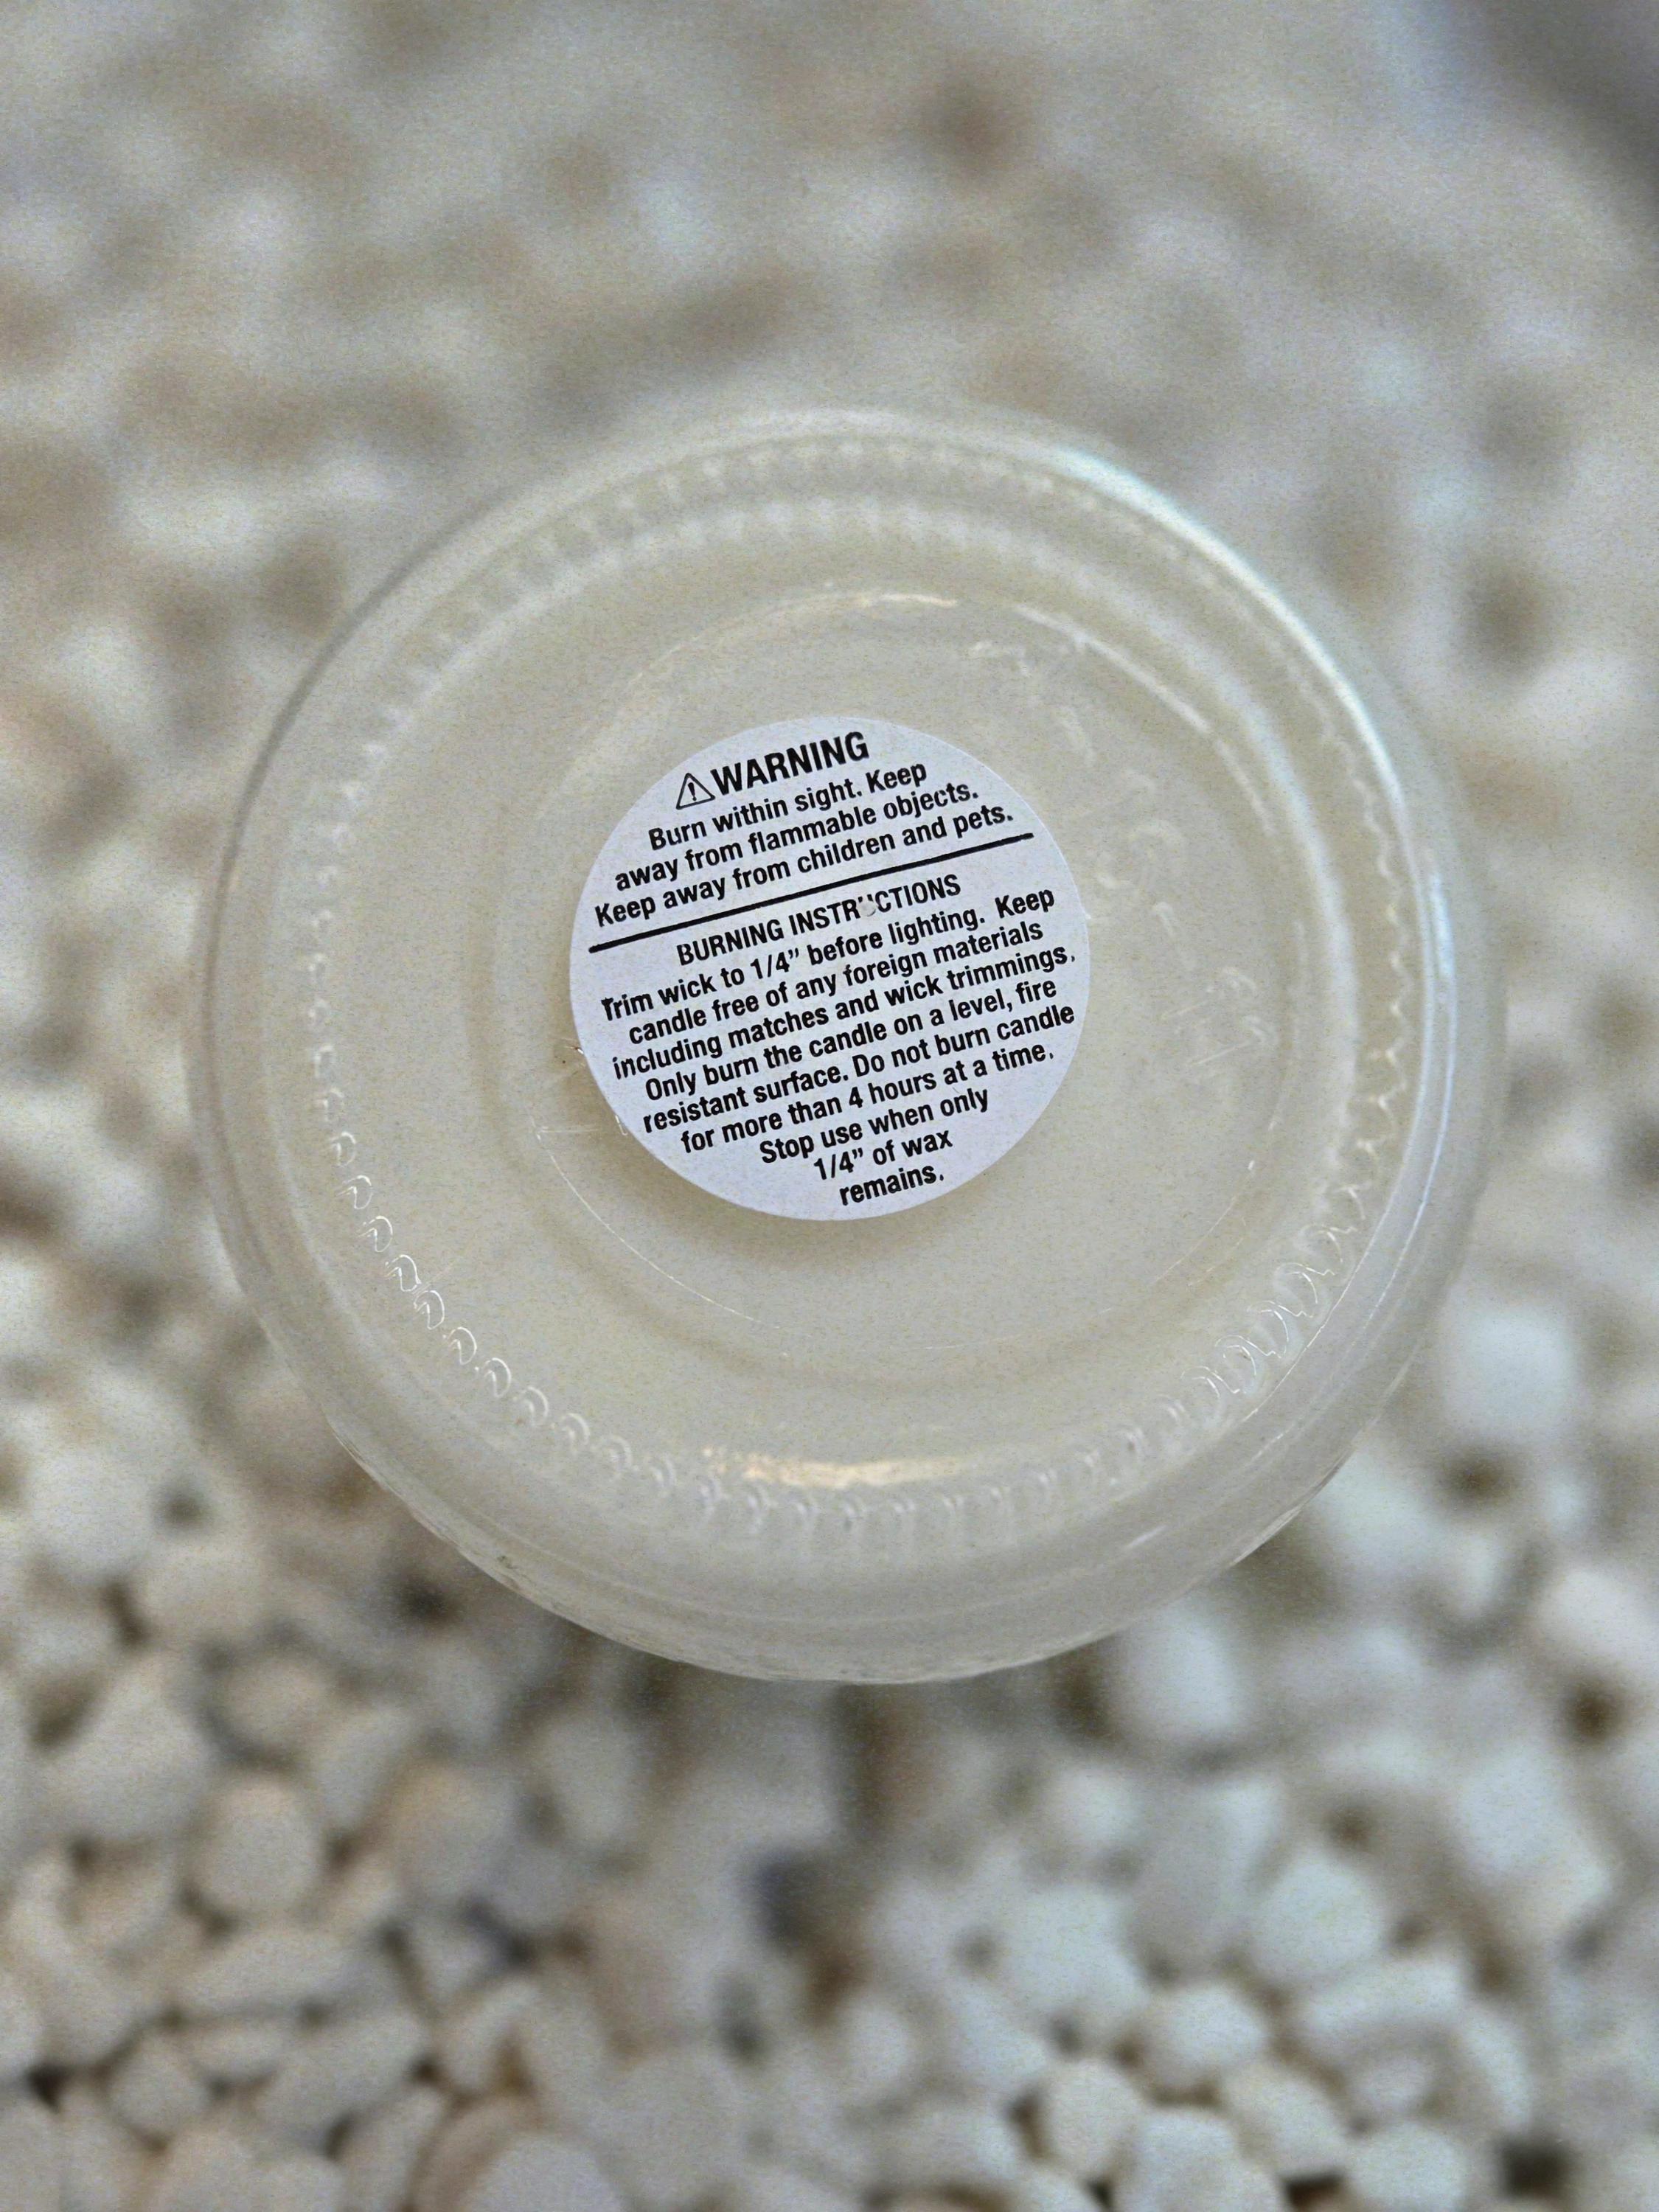 ⚠WARNING
Burn within sight. Keep
away from flammable objects.
Keep away from children and pets.
BURNING INSTRUCTIONS
Trim wick to 1/4” before lighting. Keep
candle free of any foreign materials
including matches and wick trimmings.
Only burn the candle on a level, fire
resistant surface. Do not burn candle
for more than 4 hours at a time.
Stop use when only
1/4” of wax
remains.